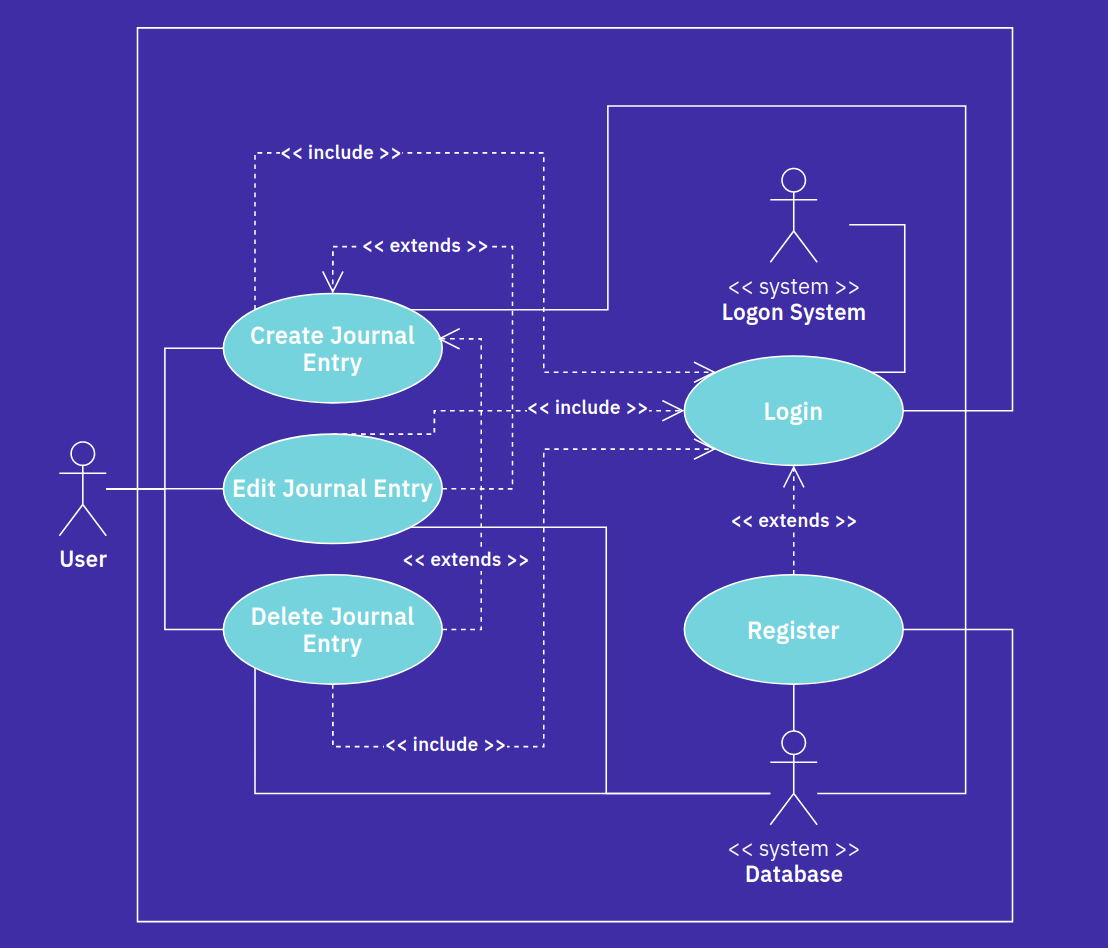 << include >>
<< extends >>
<< system >>
Logon System
Create Journal
Entry
<< include >>
Login
Edit Journal Entry
<< extends >>
User
<< extends >>
Delete Journal
Entry
Register
<< include >>
<< system >>
Database